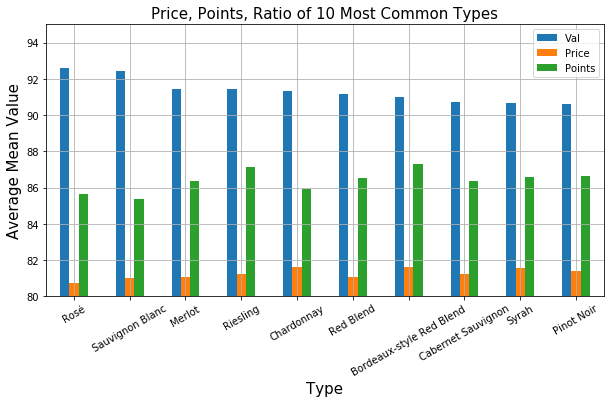 Price, Points, Ratio of 10 Most Common Types
Val
Price
Points
Average Mean Value
94
92
90
88
86
84
82
80
Rosé
Sauvignon Blanc
Merlot
Riesling
Chardonnay
Red Blend
Bordeaux-style Red Blend
Cabernet Sauvignon
Syrah
Pinot Noir
Type